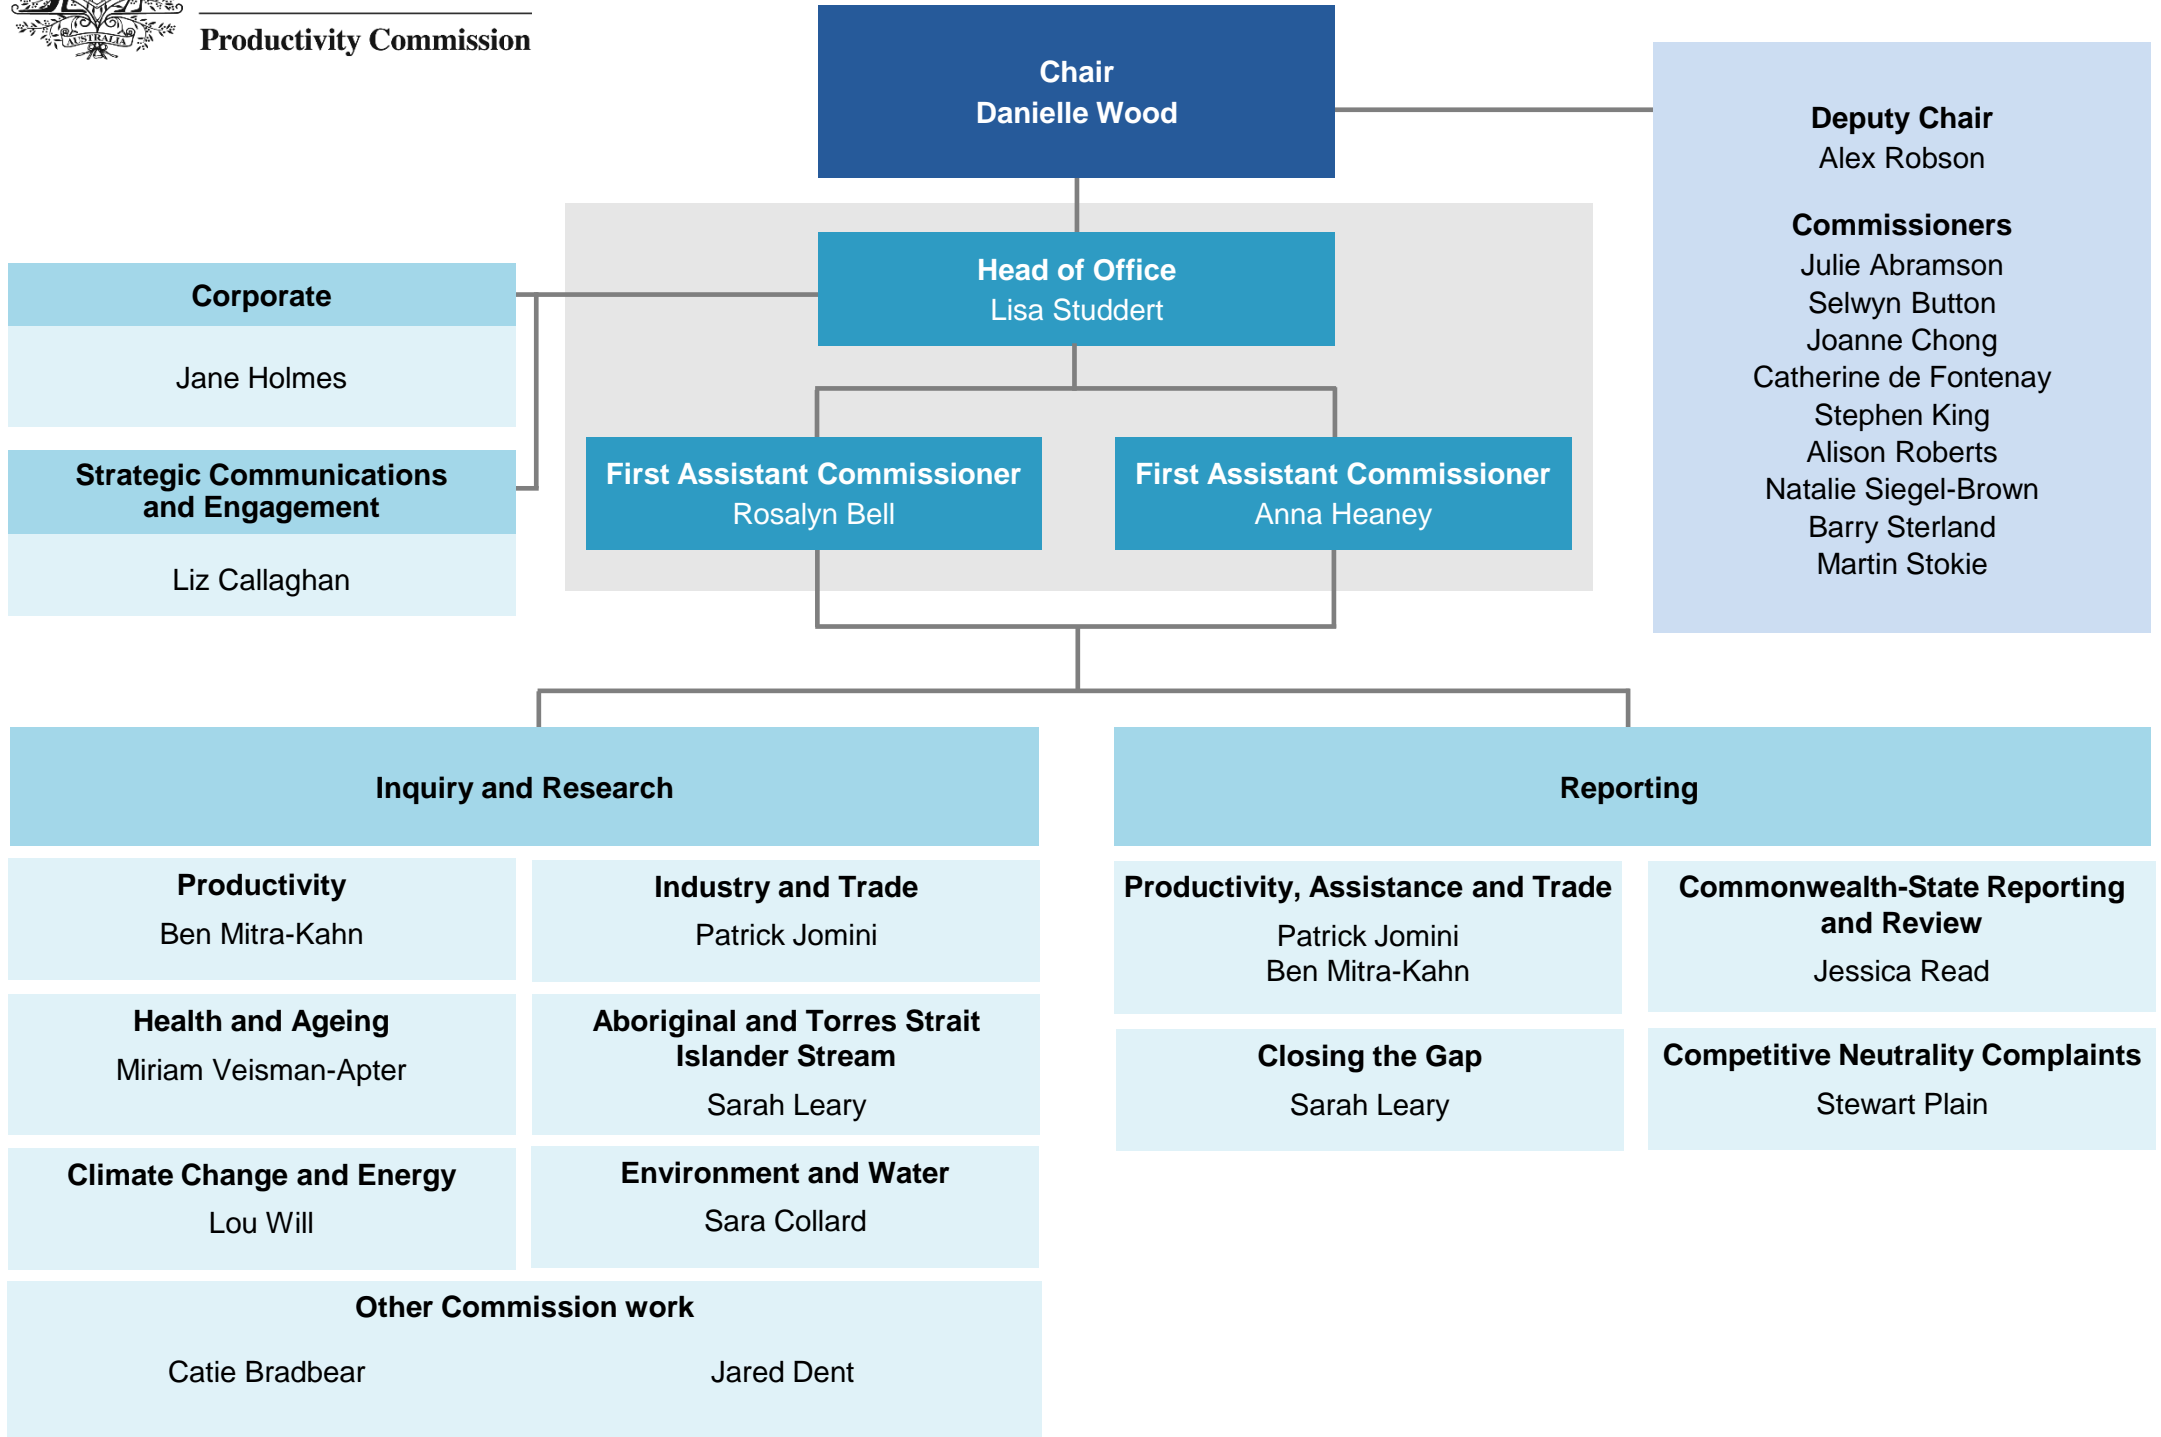 AUSTRALIA
Productivity Commission
Chair
Danielle Wood
Deputy Chair
Alex Robson
Commissioners
Julie Abramson
Selwyn Button
Joanne Chong
Catherine de Fontenay
Stephen King
Alison Roberts
Natalie Siegel-Brown
Barry Sterland
Martin Stokie
Head of Office
Lisa Studdert
Corporate
Jane Holmes
Strategic Communications
and Engagement
Liz Callaghan
First Assistant Commissioner
Rosalyn Bell
First Assistant Commissioner
Anna Heaney
Inquiry and Research
Productivity
Ben Mitra-Kahn
Industry and Trade
Patrick Jomini
Health and Ageing
Miriam Veisman-Apter
Aboriginal and Torres Strait
Islander Stream
Sarah Leary
Climate Change and Energy
Lou Will
Environment and Water
Sara Collard
Other Commission work
Catie Bradbear
Jared Dent
Reporting
Productivity, Assistance and Trade
Patrick Jomini
Ben Mitra-Kahn
Commonwealth-State Reporting
and Review
Jessica Read
Closing the Gap
Sarah Leary
Competitive Neutrality Complaints
Stewart Plain